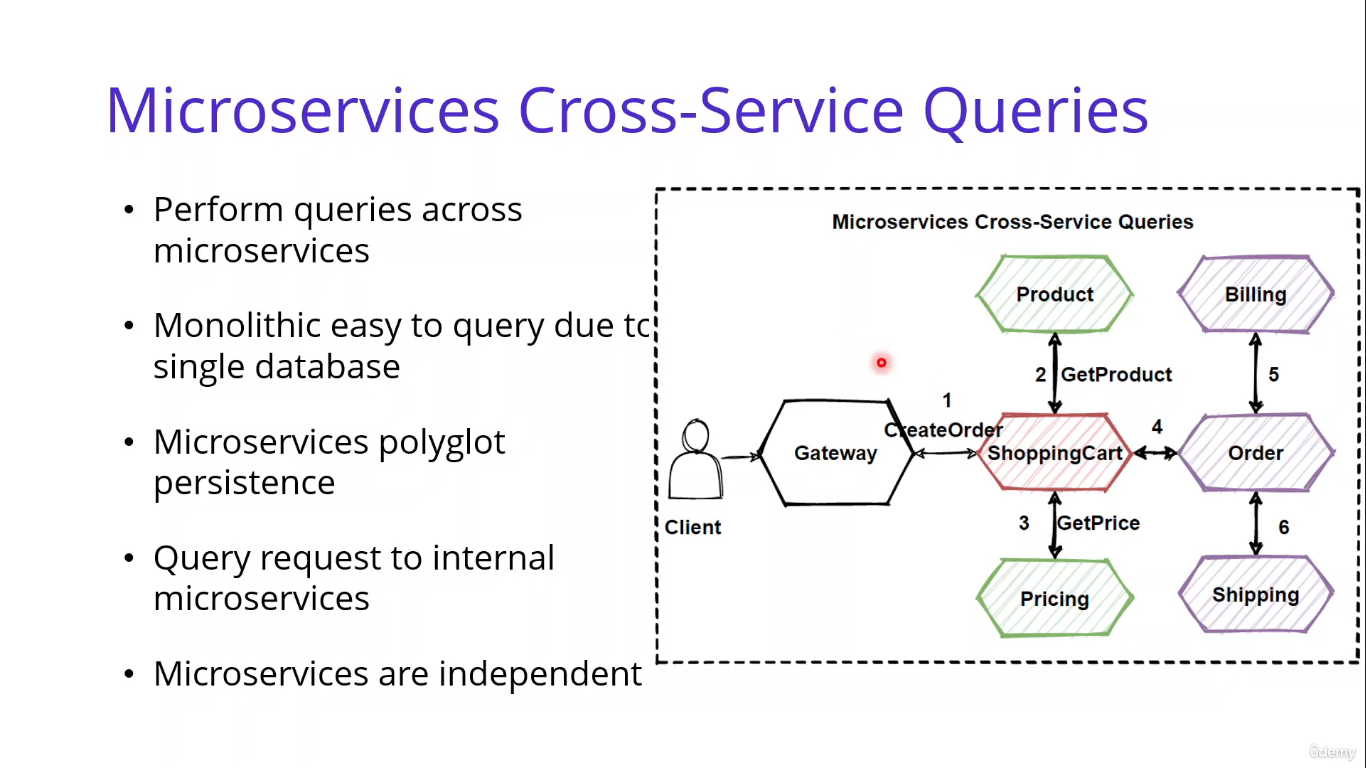 Microservices Cross-Service Queries
• Perform queries across
microservices
• Monolithic easy to query due to
single database
• Microservices polyglot
persistence
• Query request to internal
microservices
• Microservices are independent
Microservices Cross-Service Queries
Product
Billing
2 GetProduct
5
1
CreateOrder
4
Gateway
ShoppingCart
Order
Client
3 GetPrice
6
Pricing
Shipping
ûdemy